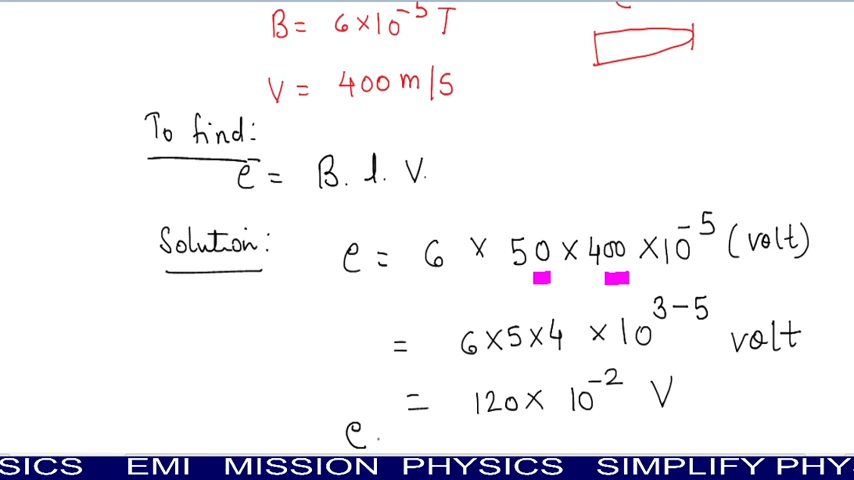 B= 6×10⁻⁵ T
V= 400 m/s
To find:
e = B. l. V.
Solution: e = 6 × 50 × 400 × 10⁻⁵ (volt)
= 6×5×4 × 10³⁻⁵ volt
= 120 × 10⁻² V
e.
SICS EMI MISSION PHYSICS SIMPLIFY PHY